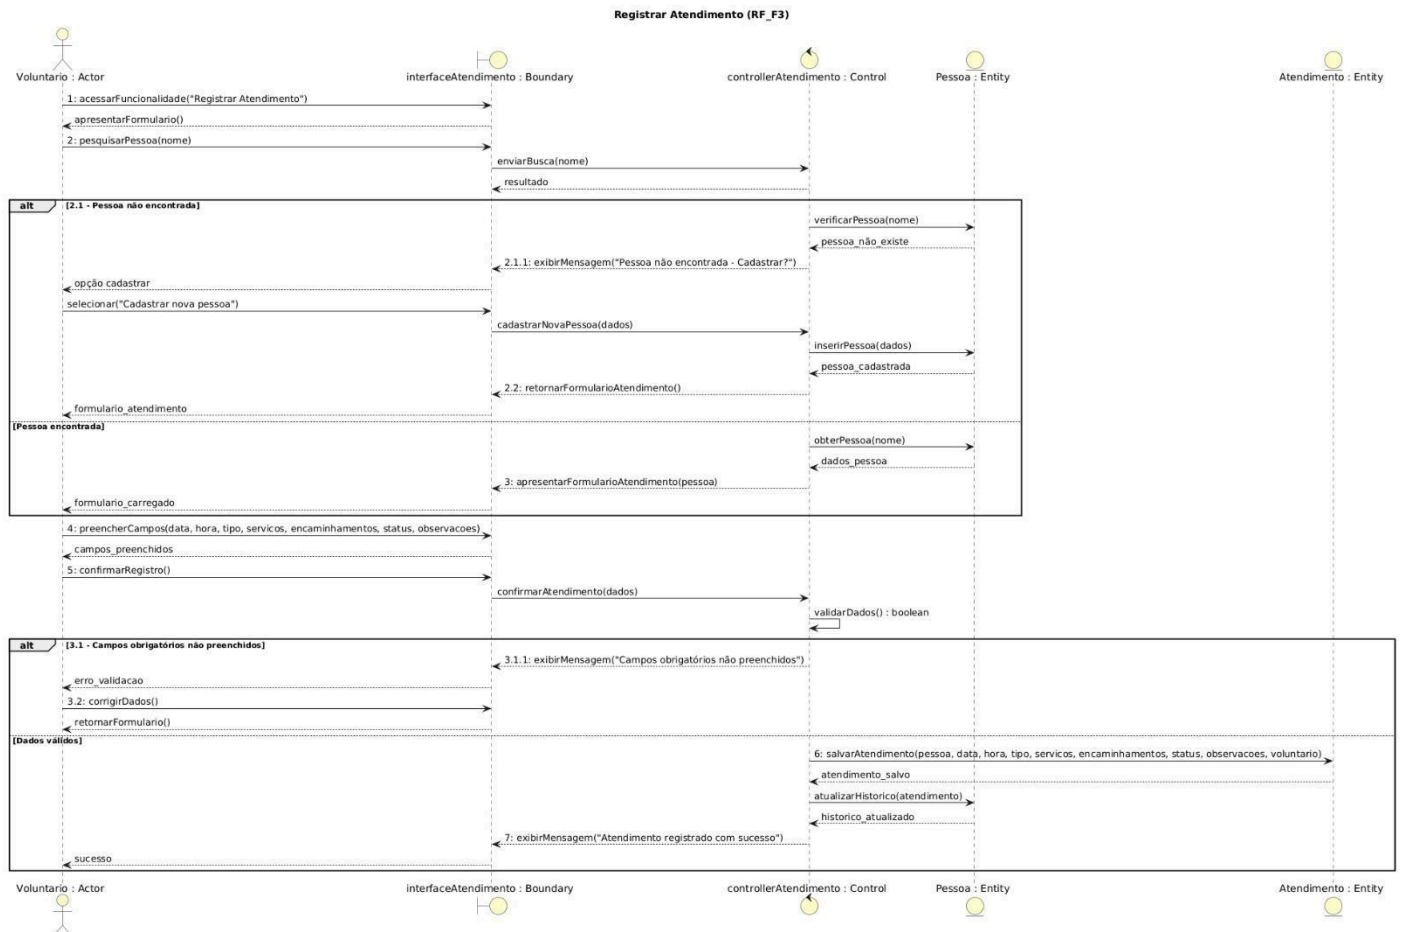 Registrar Atendimento (RF_F3)
Voluntario : Actor
interfaceAtendimento : Boundary
controllerAtendimento : Control
Pessoa : Entity
Atendimento : Entity
1: acessarFuncionalidade("Registrar Atendimento")
apresentarFormulario()
2: pesquisarPessoa(nome)
enviarBusca(nome)
resultado
alt [2.1 - Pessoa não encontrada]
verificarPessoa(nome)
pessoa_não_existe
2.1.1: exibirMensagem("Pessoa não encontrada - Cadastrar?")
opção cadastrar
selecionar("Cadastrar nova pessoa")
cadastrarNovaPessoa(dados)
inserirPessoa(dados)
pessoa_cadastrada
2.2: retornarFormularioAtendimento()
formulario_atendimento
[Pessoa encontrada]
obterPessoa(nome)
dados_pessoa
3: apresentarFormularioAtendimento(pessoa)
formulario_carregado
4: preencherCampos(data, hora, tipo, servicos, encaminhamentos, status, observacoes)
campos_preenchidos
5: confirmarRegistro()
confirmarAtendimento(dados)
validarDados() : boolean
alt [3.1 - Campos obrigatórios não preenchidos]
3.1.1: exibirMensagem("Campos obrigatórios não preenchidos")
erro_validacao
3.2: corrigirDados()
retornarFormulario()
[Dados válidos]
6: salvarAtendimento(pessoa, data, hora, tipo, servicos, encaminhamentos, status, observacoes, voluntario)
atendimento_salvo
atualizarHistorico(atendimento)
historico_atualizado
7: exibirMensagem("Atendimento registrado com sucesso")
sucesso
Voluntario : Actor
interfaceAtendimento : Boundary
controllerAtendimento : Control
Pessoa : Entity
Atendimento : Entity